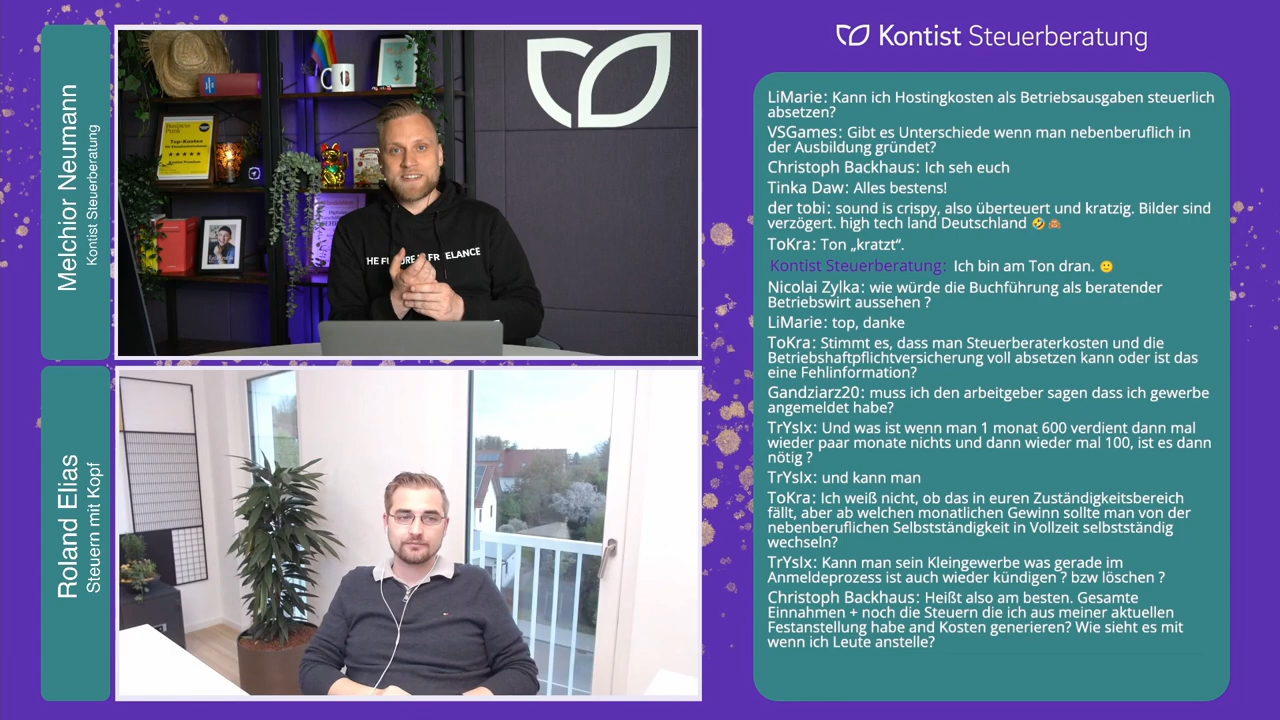 Melchior Neumann
Kontist Steuerberatung
Business Punk
Top-Konten
THE FUTURE IS FREELANCE
Roland Elias
Steuern mit Kopf
Kontist Steuerberatung
LiMarie: Kann ich Hostingkosten als Betriebsausgaben steuerlich
absetzen?
VSGames: Gibt es Unterschiede wenn man nebenberuflich in
der Ausbildung gründet?
Christoph Backhaus: Ich seh euch
Tinka Daw: Alles bestens!
der tobi: sound is crispy, also überteuert und kratzig. Bilder sind
verzögert. high tech land Deutschland 🤣🙈
ToKra: Ton „kratzt“.
Kontist Steuerberatung: Ich bin am Ton dran. 🙂
Nicolai Zylka: wie würde die Buchführung als beratender
Betriebswirt aussehen ?
LiMarie: top, danke
ToKra: Stimmt es, dass man Steuerberaterkosten und die
Betriebshaftpflichtversicherung voll absetzen kann oder ist das
eine Fehlinformation?
Gandziarz20: muss ich den arbeitgeber sagen dass ich gewerbe
angemeldet habe?
TrYsIx: Und was ist wenn man 1 monat 600 verdient dann mal
wieder paar monate nichts und dann wieder mal 100, ist es dann
nötig ?
TrYsIx: und kann man
ToKra: Ich weiß nicht, ob das in euren Zuständigkeitsbereich
fällt, aber ab welchen monatlichen Gewinn sollte man von der
nebenberuflichen Selbstständigkeit in Vollzeit selbstständig
wechseln?
TrYsIx: Kann man sein Kleingewerbe was gerade im
Anmeldeprozess ist auch wieder kündigen ? bzw löschen ?
Christoph Backhaus: Heißt also am besten. Gesamte
Einnahmen + noch die Steuern die ich aus meiner aktuellen
Festanstellung habe and Kosten generieren? Wie sieht es mit
wenn ich Leute anstelle?